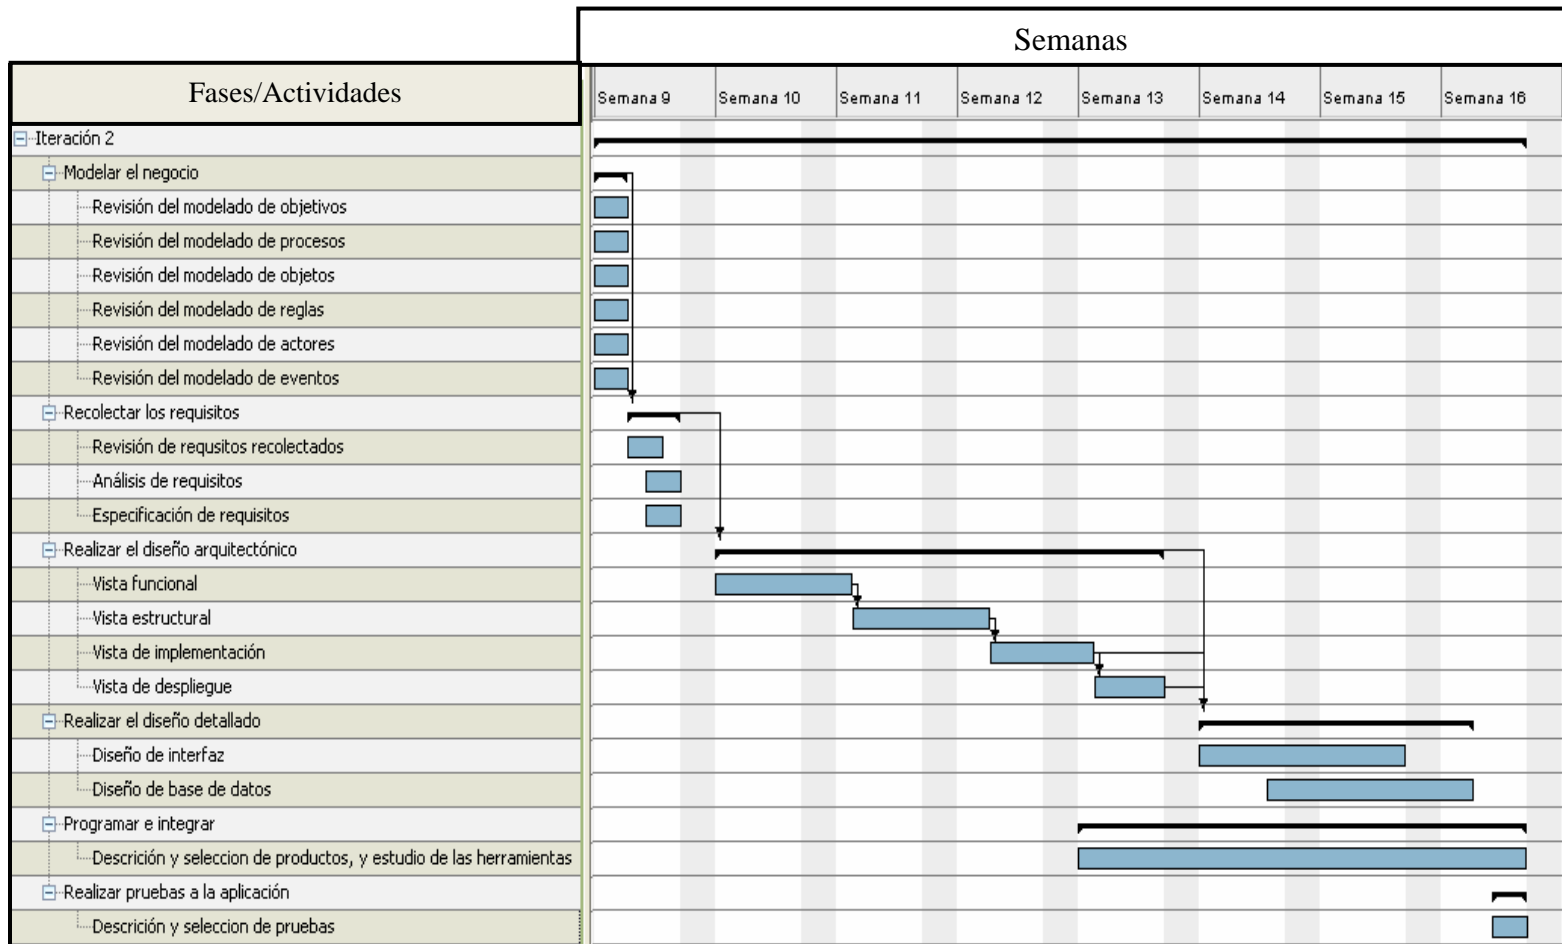 Semanas
Fases/Actividades
Semana 9 Semana 10 Semana 11 Semana 12 Semana 13 Semana 14 Semana 15 Semana 16
Iteración 2
Modelar el negocio
Revisión del modelado de objetivos
Revisión del modelado de procesos
Revisión del modelado de objetos
Revisión del modelado de reglas
Revisión del modelado de actores
Revisión del modelado de eventos
Recolectar los requisitos
Revisión de requsitos recolectados
Análisis de requisitos
Especificación de requisitos
Realizar el diseño arquitectónico
Vista funcional
Vista estructural
Vista de implementación
Vista de despliegue
Realizar el diseño detallado
Diseño de interfaz
Diseño de base de datos
Programar e integrar
Descrición y seleccion de productos, y estudio de las herramientas
Realizar pruebas a la aplicación
Descrición y seleccion de pruebas